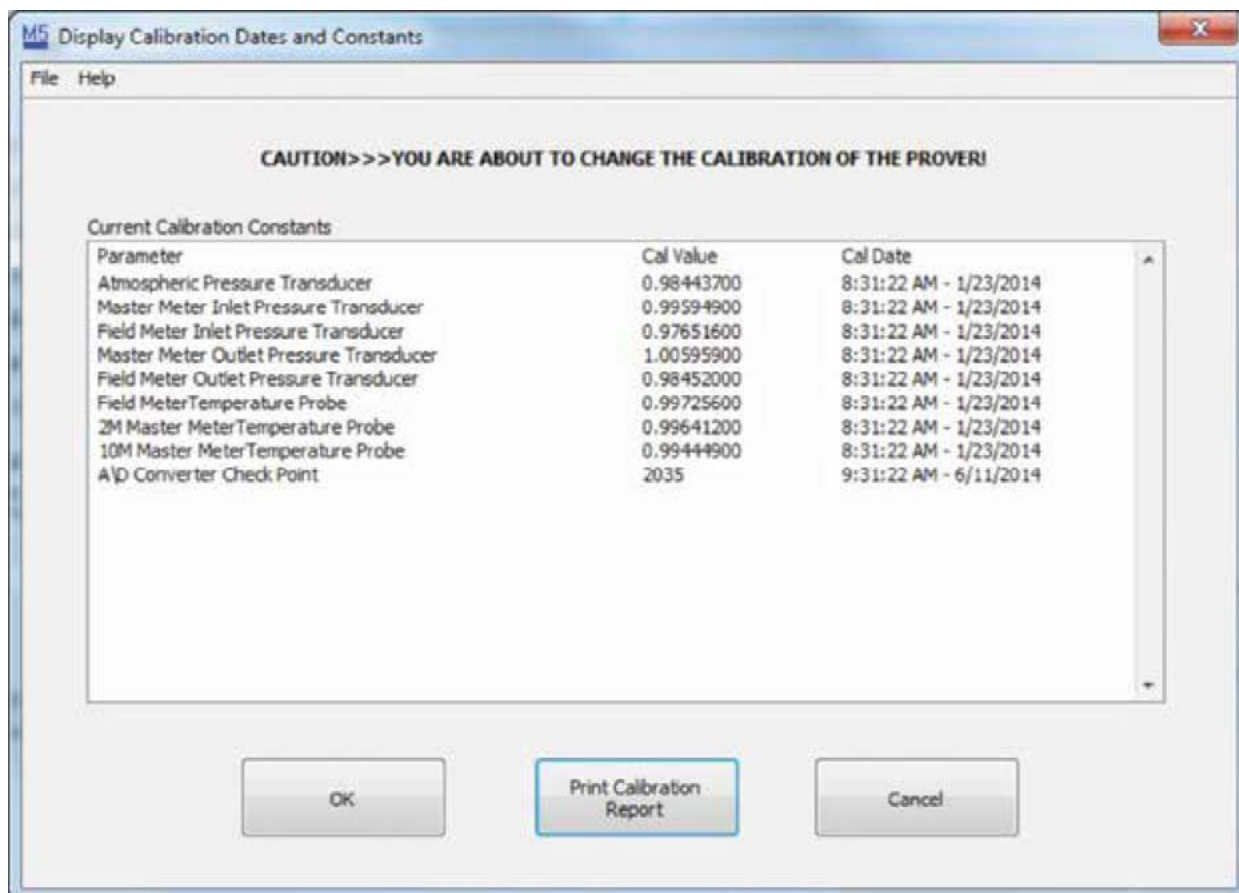 M5 Display Calibration Dates and Constants
File Help
CAUTION>>>YOU ARE ABOUT TO CHANGE THE CALIBRATION OF THE PROVER!
Current Calibration Constants
Parameter Cal Value Cal Date
Atmospheric Pressure Transducer 0.98443700 8:31:22 AM - 1/23/2014
Master Meter Inlet Pressure Transducer 0.99594900 8:31:22 AM - 1/23/2014
Field Meter Inlet Pressure Transducer 0.97651600 8:31:22 AM - 1/23/2014
Master Meter Outlet Pressure Transducer 1.00595900 8:31:22 AM - 1/23/2014
Field Meter Outlet Pressure Transducer 0.98452000 8:31:22 AM - 1/23/2014
Field MeterTemperature Probe 0.99725600 8:31:22 AM - 1/23/2014
2M Master MeterTemperature Probe 0.99641200 8:31:22 AM - 1/23/2014
10M Master MeterTemperature Probe 0.99444900 8:31:22 AM - 1/23/2014
A\D Converter Check Point 2035 9:31:22 AM - 6/11/2014
OK
Print Calibration
Report
Cancel